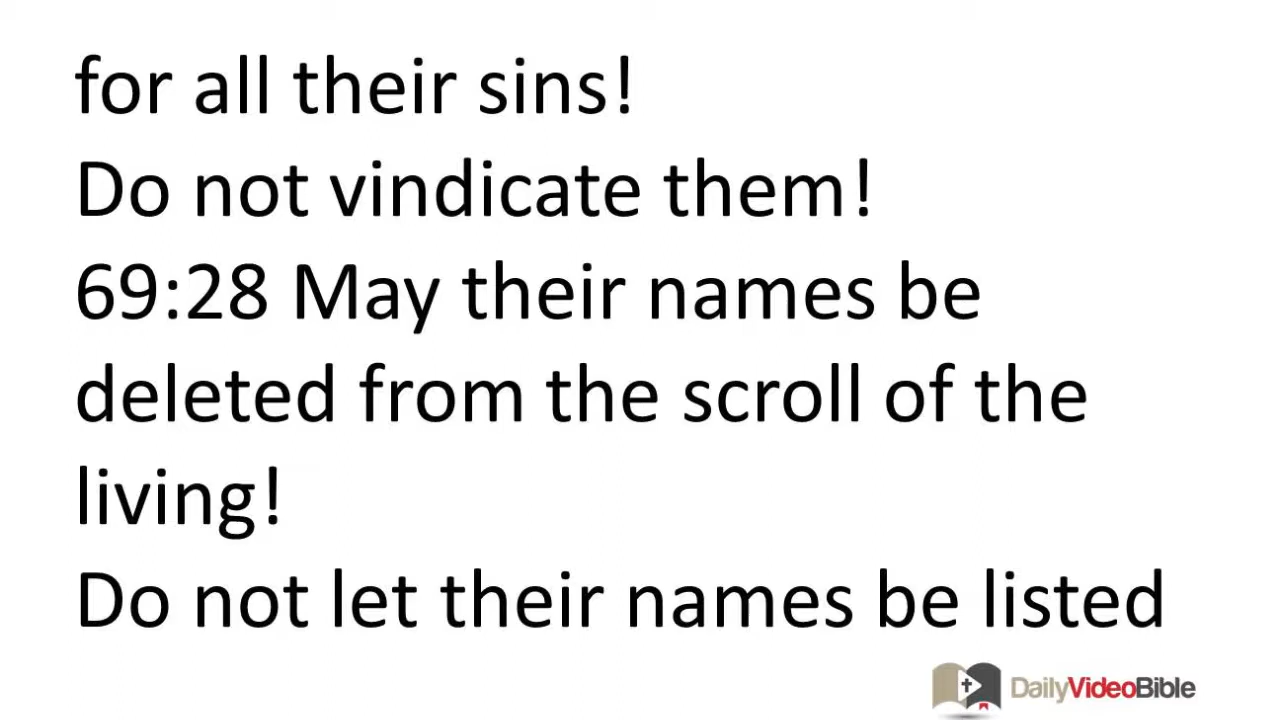 for all their sins!
Do not vindicate them!
69:28 May their names be
deleted from the scroll of the
living!
Do not let their names be listed
DailyVideoBible